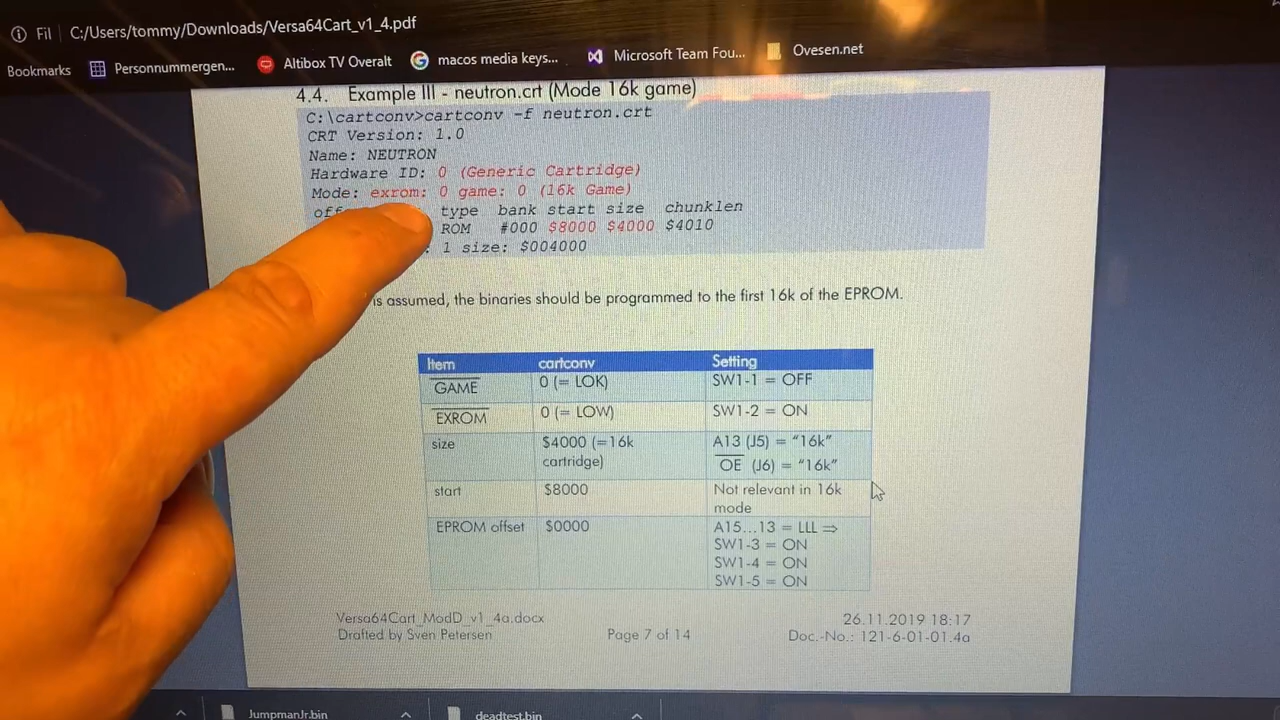 Fil C:/Users/tommy/Downloads/Versa64Cart_v1_4.pdf
Bookmarks Personnummergen... Altibox TV Overalt macos media keys... Microsoft Team Fou... Ovesen.net
4.4. Example III - neutron.crt (Mode 16k game)
C:\cartconv>cartconv -f neutron.crt
CRT Version: 1.0
Name: NEUTRON
Hardware ID: 0 (Generic Cartridge)
Mode: exrom: 0 game: 0 (16k Game)
type bank start size chunklen
ROM #000 $8000 $4000 $4010
: 1 size: $004000
is assumed, the binaries should be programmed to the first 16k of the EPROM.
Item cartconv Setting
GAME 0 (= LOK) SW1-1 = OFF
EXROM 0 (= LOW) SW1-2 = ON
size $4000 (=16k A13 (J5) = “16k”
cartridge) OE (J6) = “16k”
start $8000 Not relevant in 16k
mode
EPROM offset $0000 A15...13 = LLL ⇒
SW1-3 = ON
SW1-4 = ON
SW1-5 = ON
Versa64Cart_ModD_v1_4a.docx 26.11.2019 18:17
Drafted by Sven Petersen Page 7 of 14 Doc.-No.: 121-6-01-01.4a
JumpmanJr.bin deadtest.bin